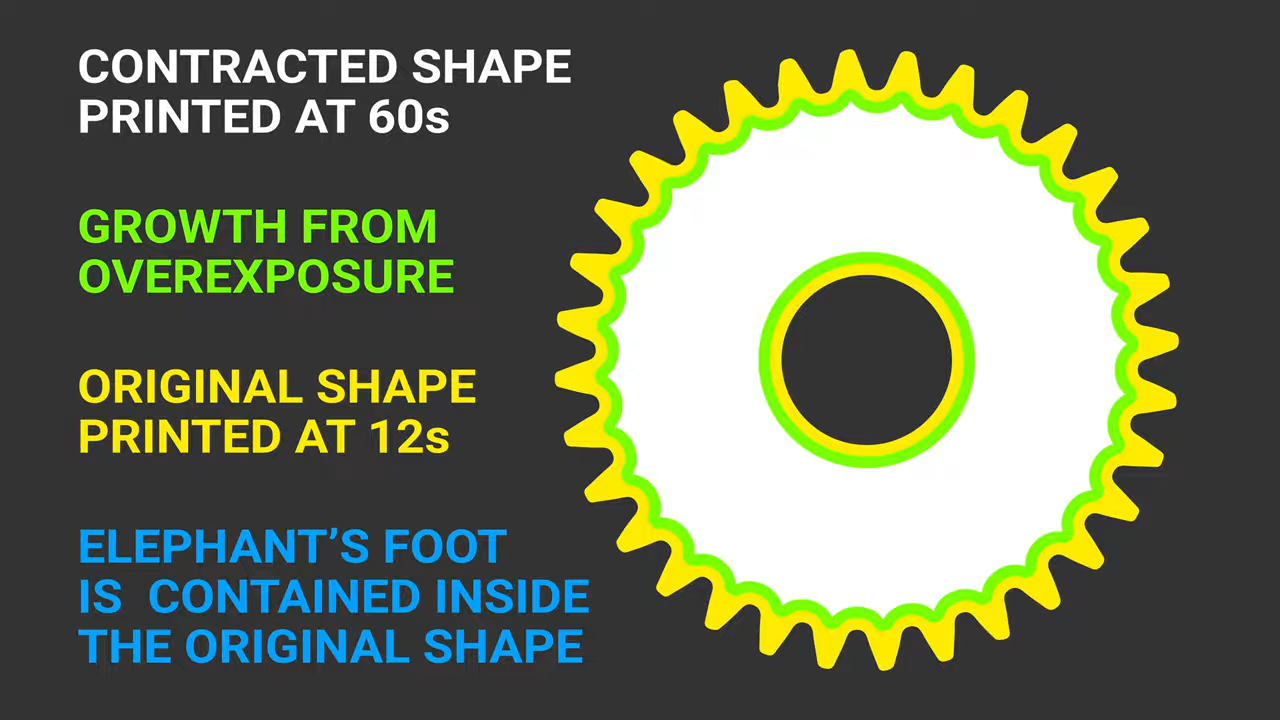 CONTRACTED SHAPE
PRINTED AT 60s
GROWTH FROM
OVEREXPOSURE
ORIGINAL SHAPE
PRINTED AT 12s
ELEPHANT’S FOOT
IS  CONTAINED INSIDE
THE ORIGINAL SHAPE